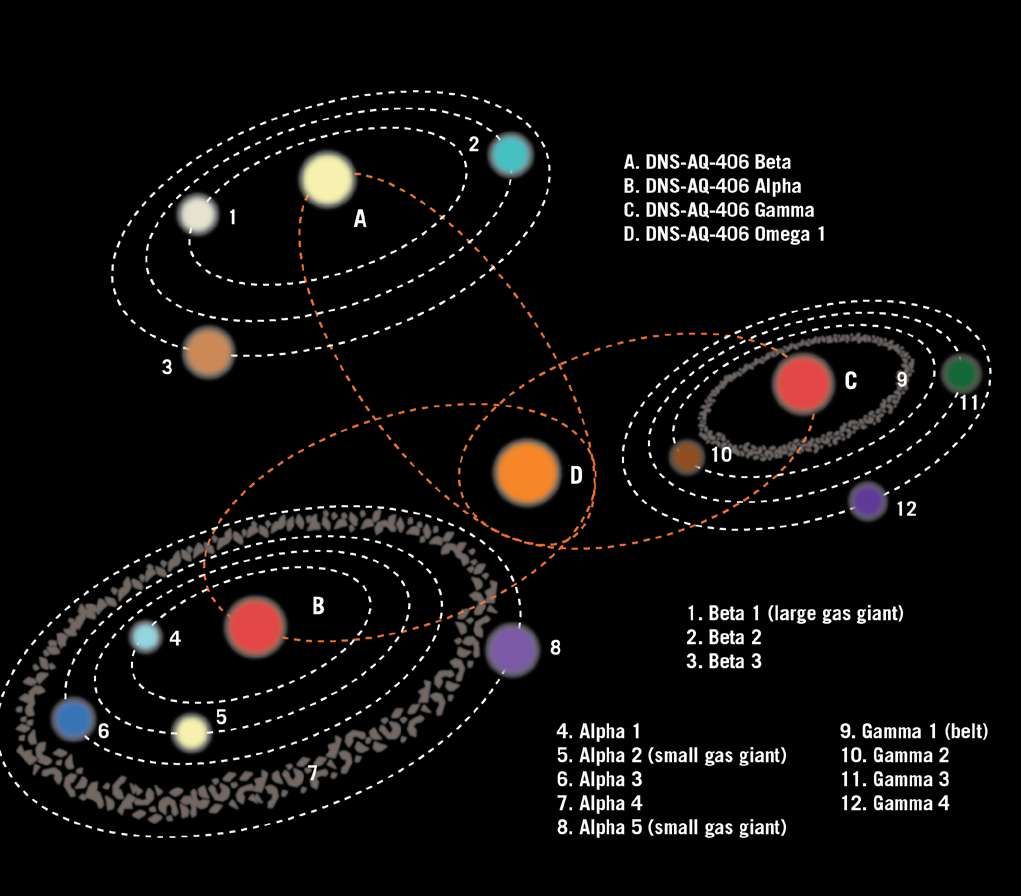 2
A. DNS-AQ-406 Beta
B. DNS-AQ-406 Alpha
C. DNS-AQ-406 Gamma
D. DNS-AQ-406 Omega 1
1
A
3
C
9
11
10
12
D
B
4
8
5
6
7
1. Beta 1 (large gas giant)
2. Beta 2
3. Beta 3
4. Alpha 1
5. Alpha 2 (small gas giant)
6. Alpha 3
7. Alpha 4
8. Alpha 5 (small gas giant)
9. Gamma 1 (belt)
10. Gamma 2
11. Gamma 3
12. Gamma 4